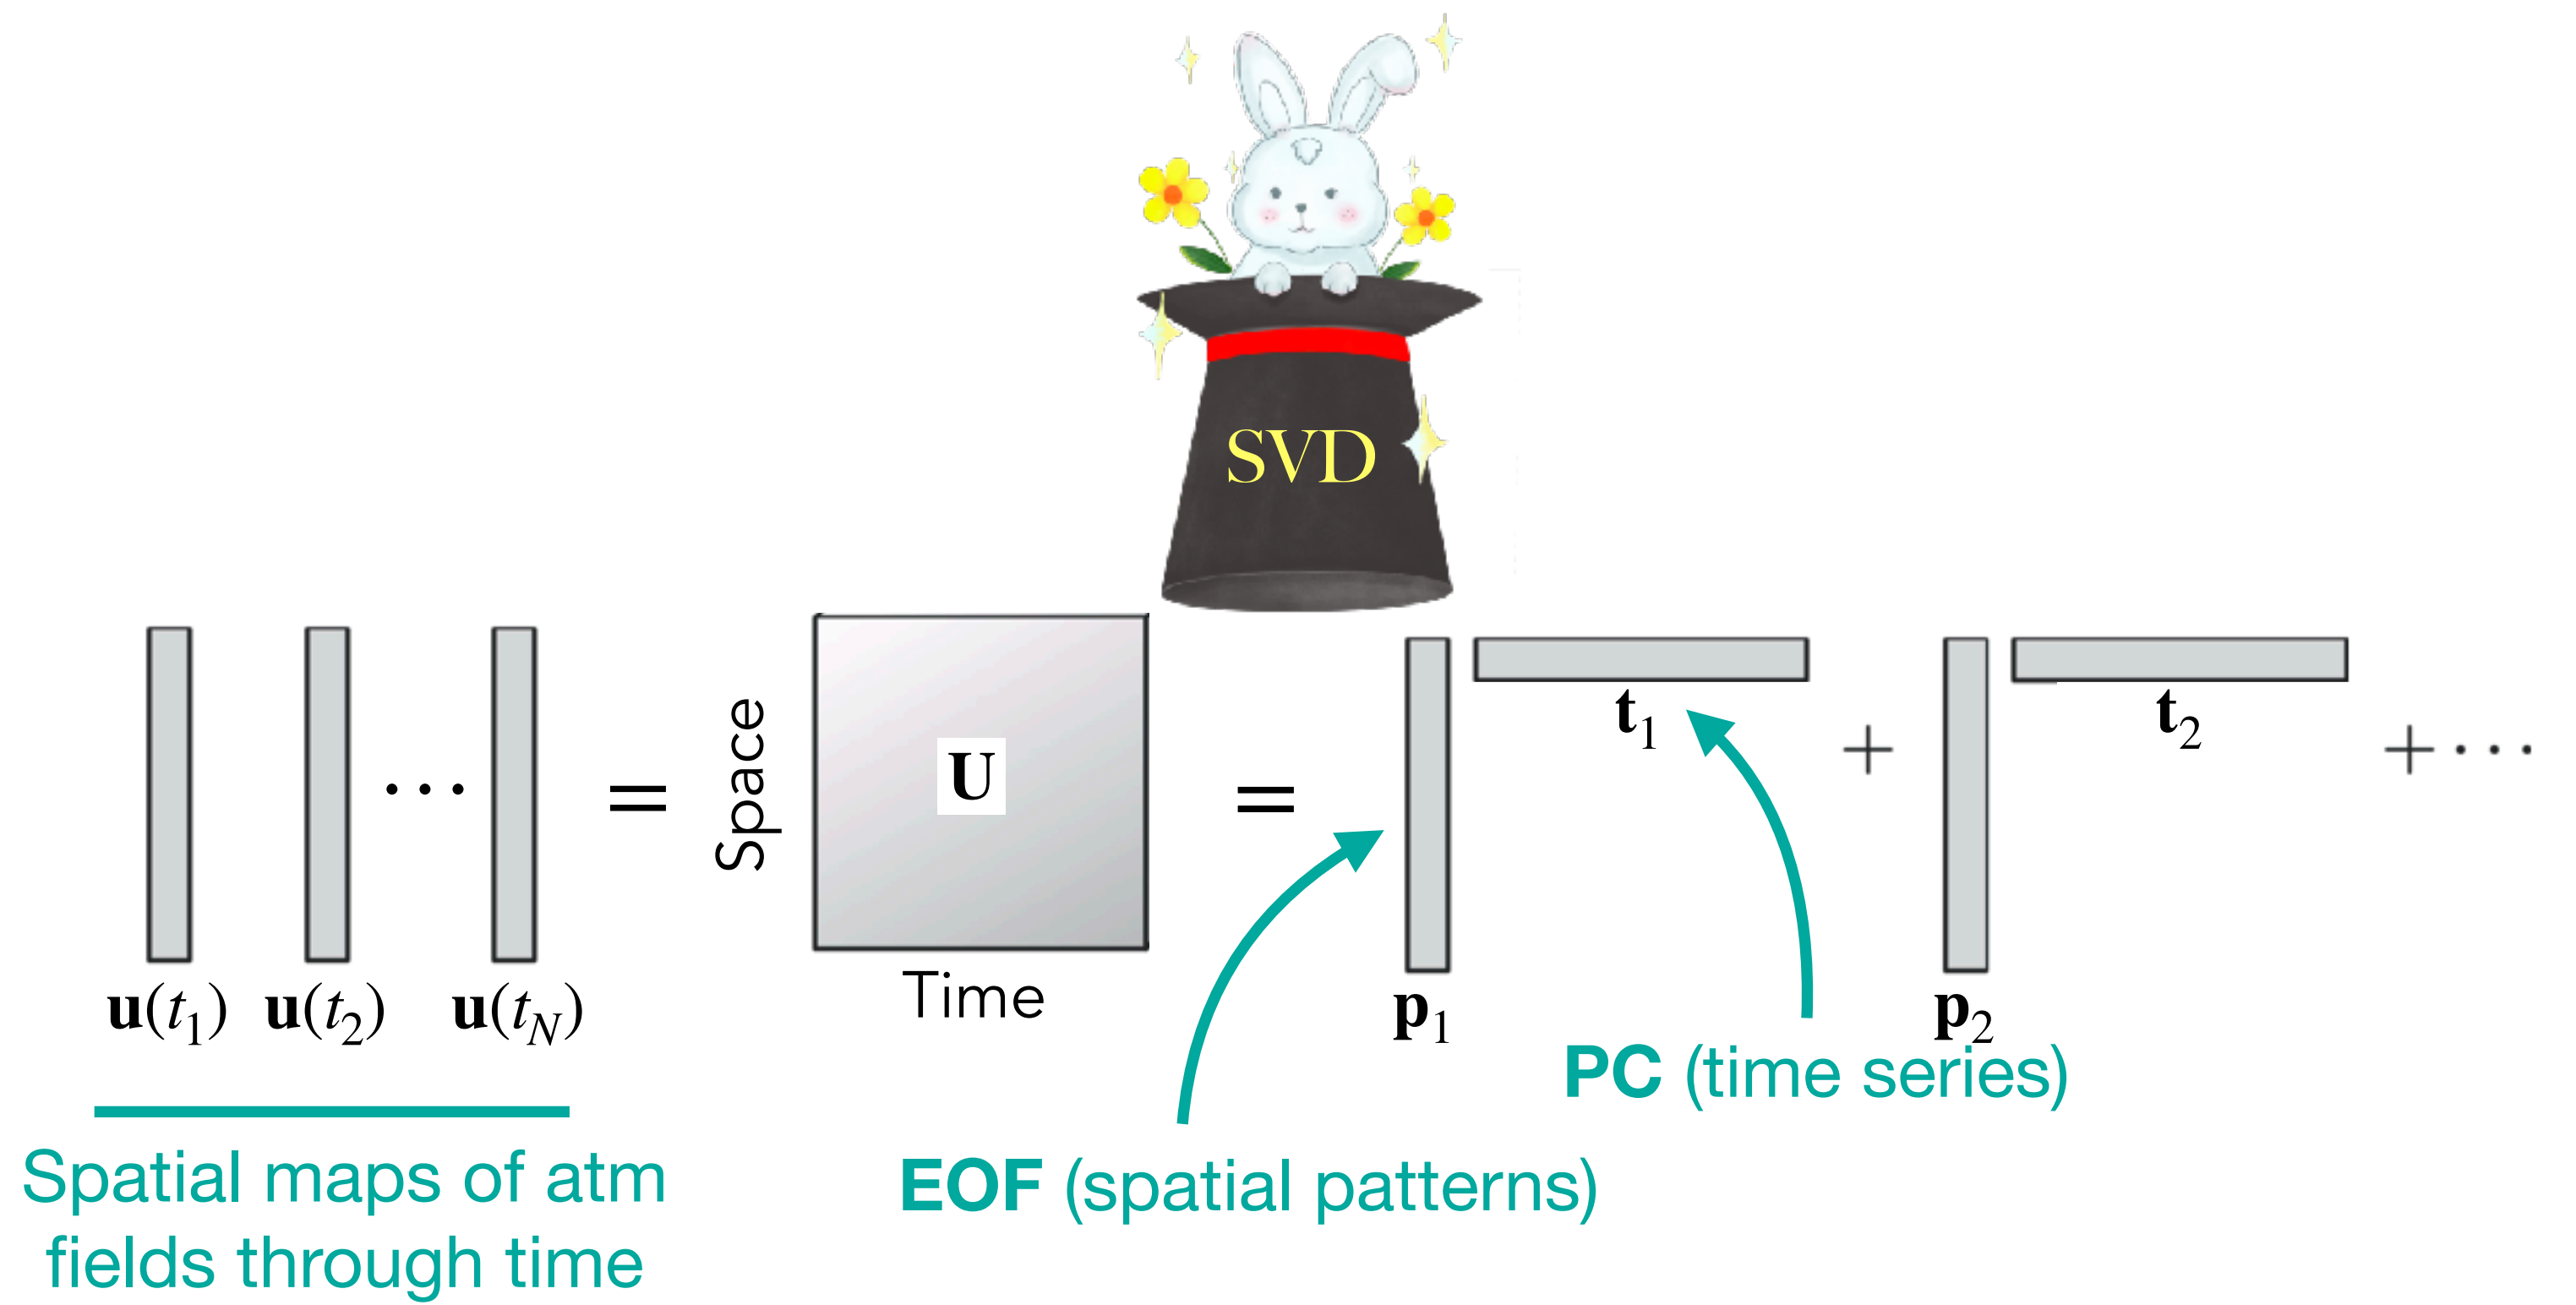 SVD
u(t₁) u(t₂) ⋯ u(t_N)
=
Space
U
Time
=
p₁
t₁
+
p₂
t₂
+ ⋯
PC (time series)
EOF (spatial patterns)
Spatial maps of atm
fields through time